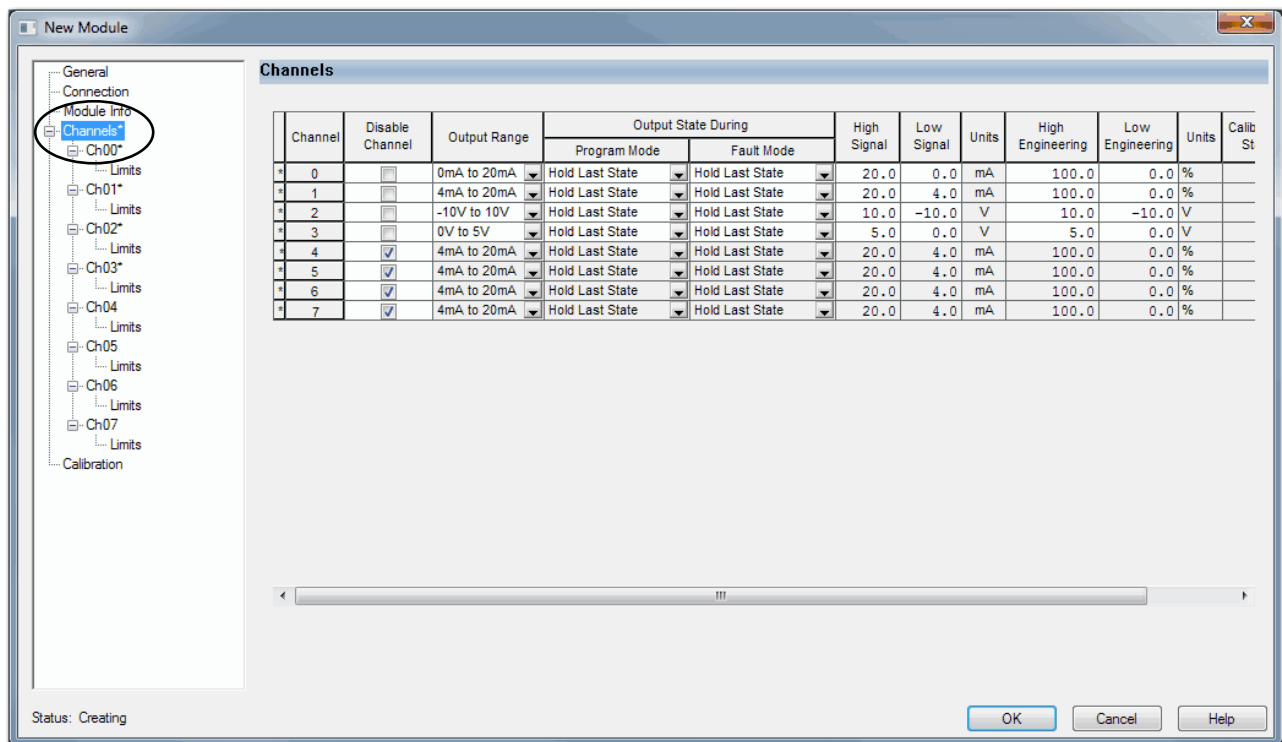 New Module
General
Connection
Module Info
Channels*
Ch00*
Limits
Ch01*
Limits
Ch02*
Limits
Ch03*
Limits
Ch04
Limits
Ch05
Limits
Ch06
Limits
Ch07
Limits
Calibration
Channels
Channel Disable Channel Output Range Output State During High Signal Low Signal Units High Engineering Low Engineering Units Calib St
Program Mode Fault Mode
* 0 0mA to 20mA Hold Last State Hold Last State 20.0 0.0 mA 100.0 0.0 %
* 1 4mA to 20mA Hold Last State Hold Last State 20.0 4.0 mA 100.0 0.0 %
* 2 -10V to 10V Hold Last State Hold Last State 10.0 -10.0 V 10.0 -10.0 V
* 3 0V to 5V Hold Last State Hold Last State 5.0 0.0 V 5.0 0.0 V
* 4 4mA to 20mA Hold Last State Hold Last State 20.0 4.0 mA 100.0 0.0 %
* 5 4mA to 20mA Hold Last State Hold Last State 20.0 4.0 mA 100.0 0.0 %
* 6 4mA to 20mA Hold Last State Hold Last State 20.0 4.0 mA 100.0 0.0 %
* 7 4mA to 20mA Hold Last State Hold Last State 20.0 4.0 mA 100.0 0.0 %
Status: Creating
OK Cancel Help